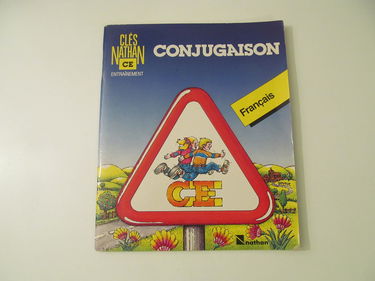 CLÉS
NATHAN
CE
ENTRAÎNEMENT
CONJUGAISON
Français
CE
nathan